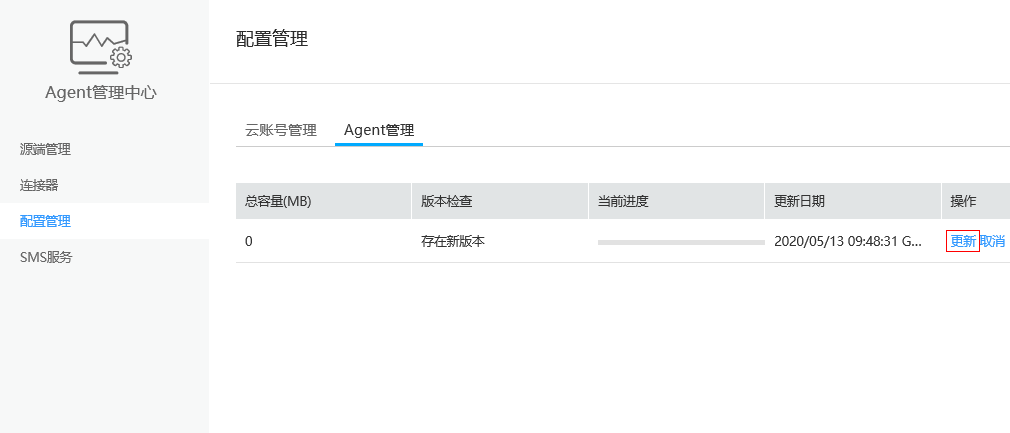 Agent管理中心
源端管理
连接器
配置管理
SMS服务
配置管理
云账号管理 Agent管理
总容量(MB) 版本检查 当前进度 更新日期 操作
0 存在新版本 2020/05/13 09:48:31 G... 更新 取消